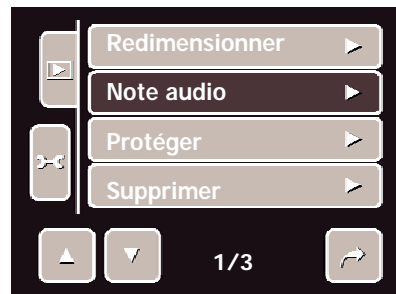 Redimensionner
Note audio
Protéger
Supprimer
1/3